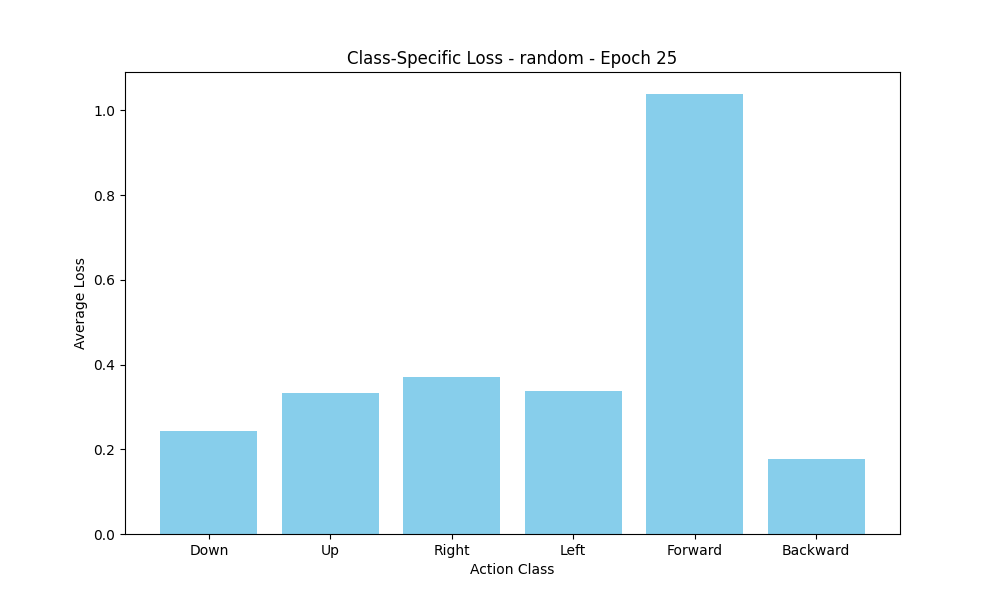 Class-Specific Loss - random - Epoch 25
1.0
0.8
0.6
0.4
0.2
0.0
Average Loss
Down Up Right Left Forward Backward
Action Class